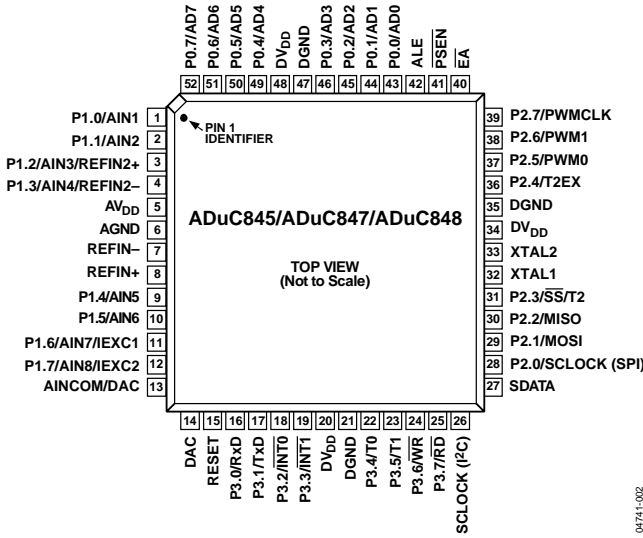 P0.7/AD7
P0.6/AD6
P0.5/AD5
P0.4/AD4
DVDD
DGND
P0.3/AD3
P0.2/AD2
P0.1/AD1
P0.0/AD0
ALE
PSEN
EA
52 51 50 49 48 47 46 45 44 43 42 41 40
P1.0/AIN1 1
P1.1/AIN2 2
P1.2/AIN3/REFIN2+ 3
P1.3/AIN4/REFIN2– 4
AVDD 5
AGND 6
REFIN– 7
REFIN+ 8
P1.4/AIN5 9
P1.5/AIN6 10
P1.6/AIN7/IEXC1 11
P1.7/AIN8/IEXC2 12
AINCOM/DAC 13
PIN 1
IDENTIFIER
ADuC845/ADuC847/ADuC848
TOP VIEW
(Not to Scale)
39 P2.7/PWMCLK
38 P2.6/PWM1
37 P2.5/PWM0
36 P2.4/T2EX
35 DGND
34 DVDD
33 XTAL2
32 XTAL1
31 P2.3/SS/T2
30 P2.2/MISO
29 P2.1/MOSI
28 P2.0/SCLOCK (SPI)
27 SDATA
14 15 16 17 18 19 20 21 22 23 24 25 26
DAC
RESET
P3.0/RxD
P3.1/TxD
P3.2/INT0
P3.3/INT1
DVDD
DGND
P3.4/T0
P3.5/T1
P3.6/WR
P3.7/RD
SCLOCK (I2C)
04741-002